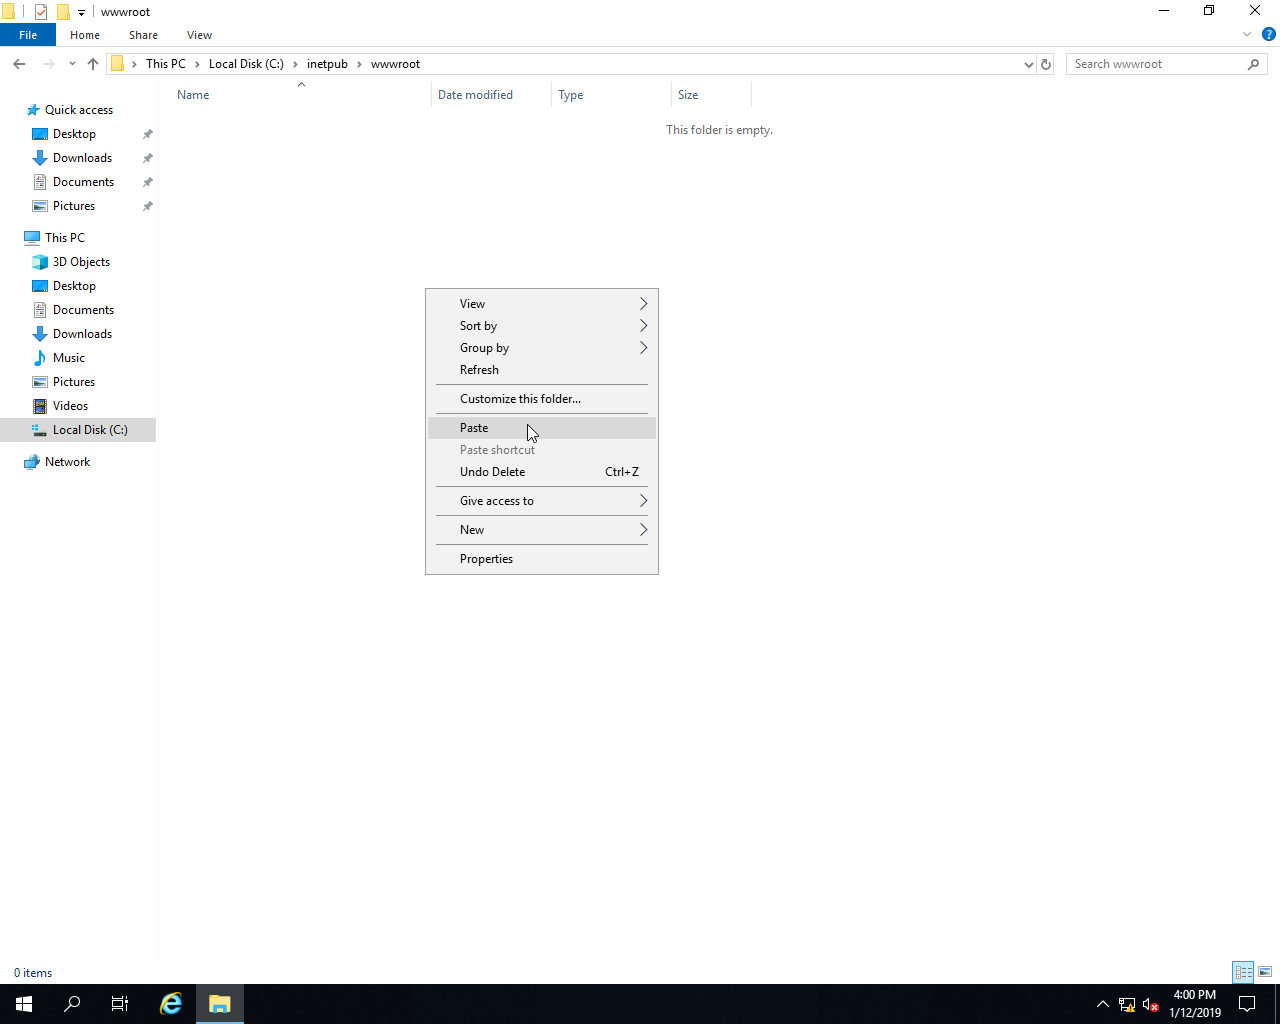 wwwroot
File Home Share View
This PC Local Disk (C:) inetpub wwwroot Search wwwroot
Name Date modified Type Size
This folder is empty.
Quick access
Desktop
Downloads
Documents
Pictures
This PC
3D Objects
Desktop
Documents
Downloads
Music
Pictures
Videos
Local Disk (C:)
Network
View
Sort by
Group by
Refresh
Customize this folder...
Paste
Paste shortcut
Undo Delete Ctrl+Z
Give access to
New
Properties
0 items
4:00 PM
1/12/2019